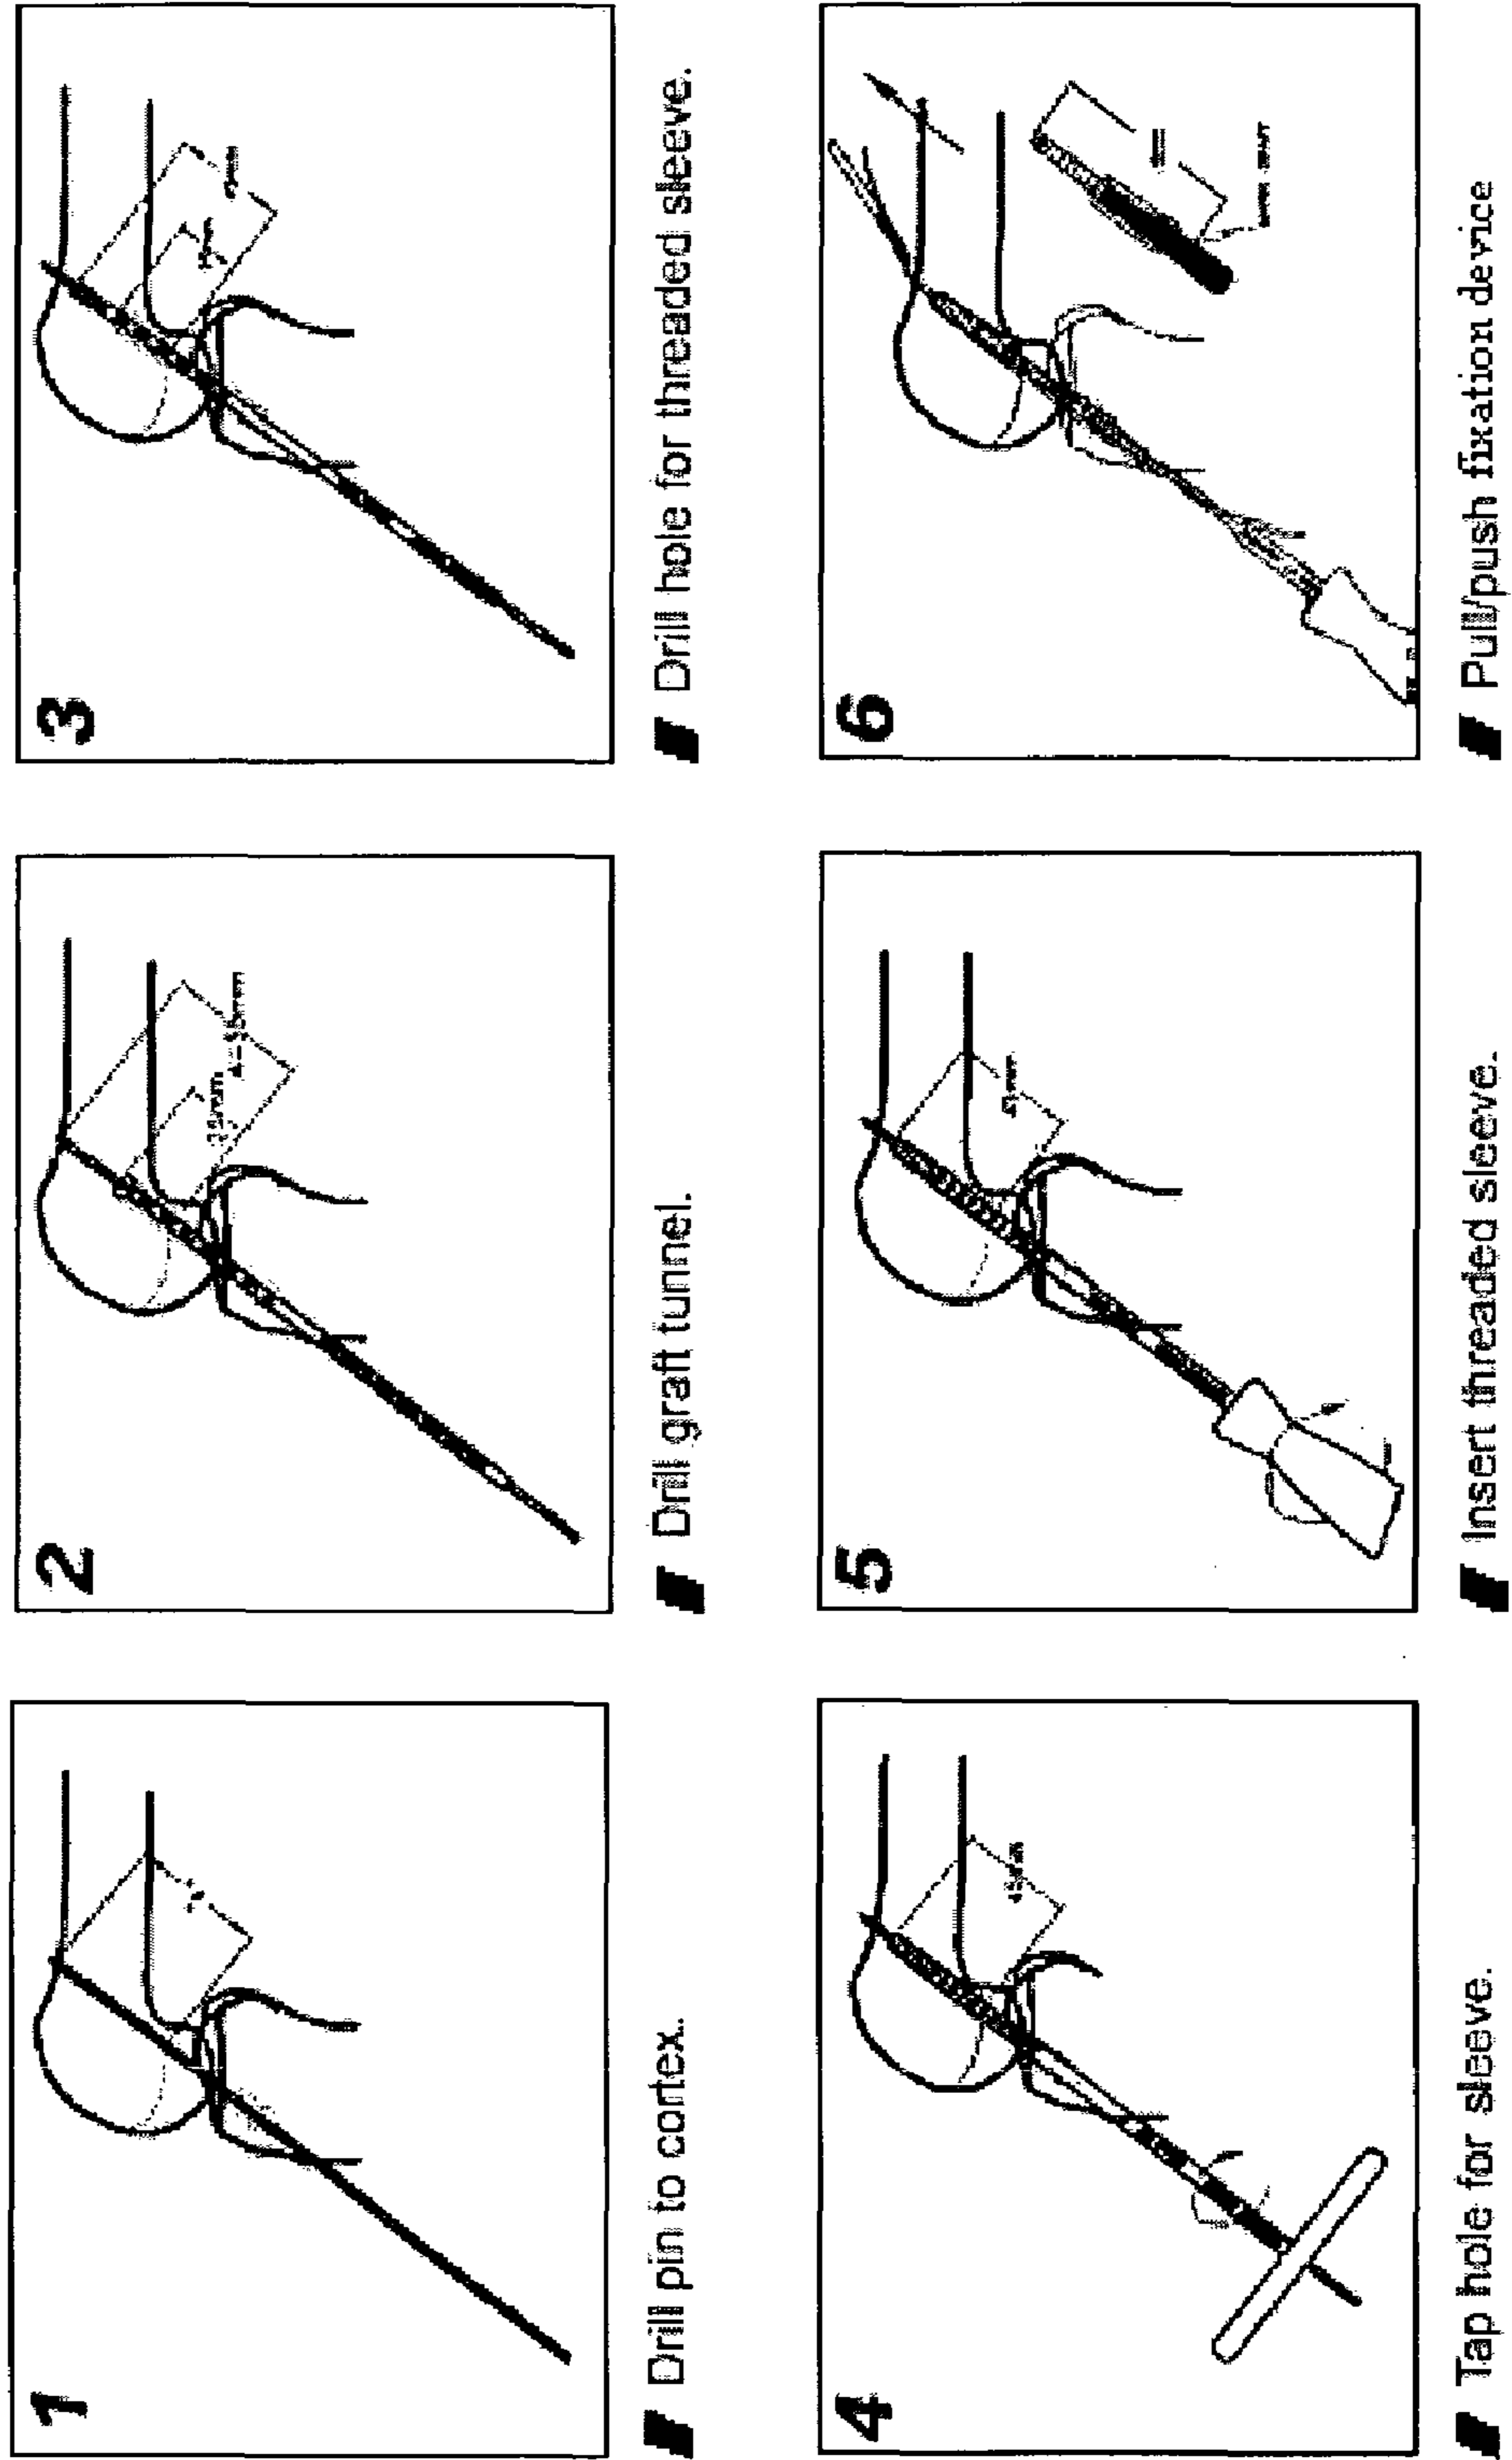 1
Drill pin to cortex.
2
Drill graft tunnel.
3
Drill hole for threaded sleeve.
4
Tap hole for sleeve.
5
Insert threaded sleeve.
6
Pull/push fixation device